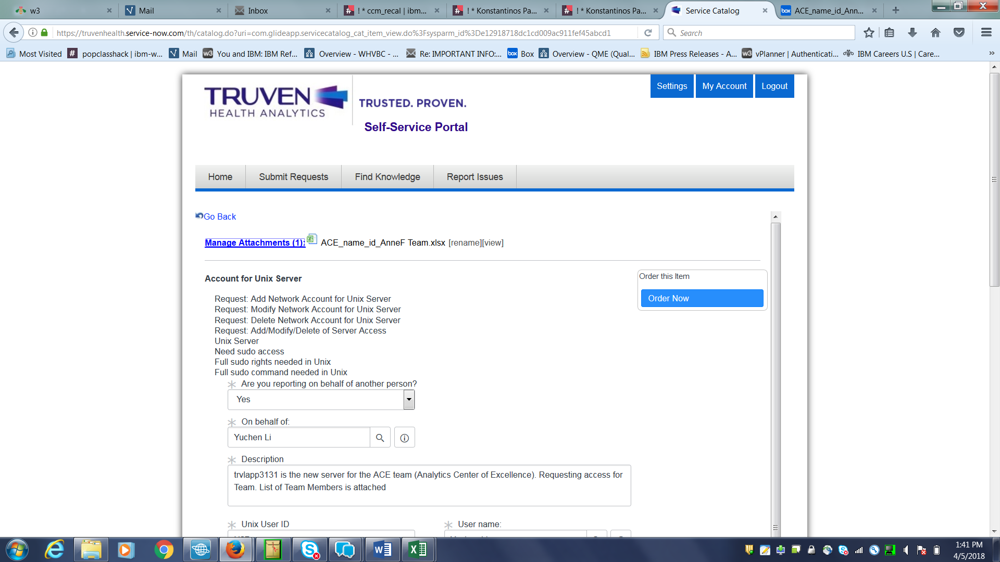 w3
Mail
Inbox
! * ccm_recal | ibm...
! * Konstantinos Pa...
! * Konstantinos Pa...
Service Catalog
box ACE_name_id_Ann...
https://truvenhealth.service-now.com/th/catalog.do?uri=com.glideapp.servicecatalog_cat_item_view.do%3Fsysparm_id%3De12918718dc1cd009ac911fef45abcd1
Search
Most Visited
# popclasshack | ibm-w...
Mail
w3 You and IBM: IBM Ref...
Overview - WHVBC - ...
Re: IMPORTANT INFO:...
box Box
Overview - QME (Qual...
IBM Press Releases - A...
w3 vPlanner | Authenticati...
IBM Careers U.S | Care...
TRUVEN
HEALTH ANALYTICS
TRUSTED. PROVEN.
Self-Service Portal
Settings
My Account
Logout
Home
Submit Requests
Find Knowledge
Report Issues
Go Back
Manage Attachments (1): ACE_name_id_AnneF Team.xlsx [rename][view]
Account for Unix Server
Order this Item
Order Now
Request: Add Network Account for Unix Server
Request: Modify Network Account for Unix Server
Request: Delete Network Account for Unix Server
Request: Add/Modify/Delete of Server Access
Unix Server
Need sudo access
Full sudo rights needed in Unix
Full sudo command needed in Unix
Are you reporting on behalf of another person?
Yes
On behalf of:
Yuchen Li
Description
trvlapp3131 is the new server for the ACE team (Analytics Center of Excellence). Requesting access for
Team. List of Team Members is attached
Unix User ID
User name:
1:41 PM
4/5/2018